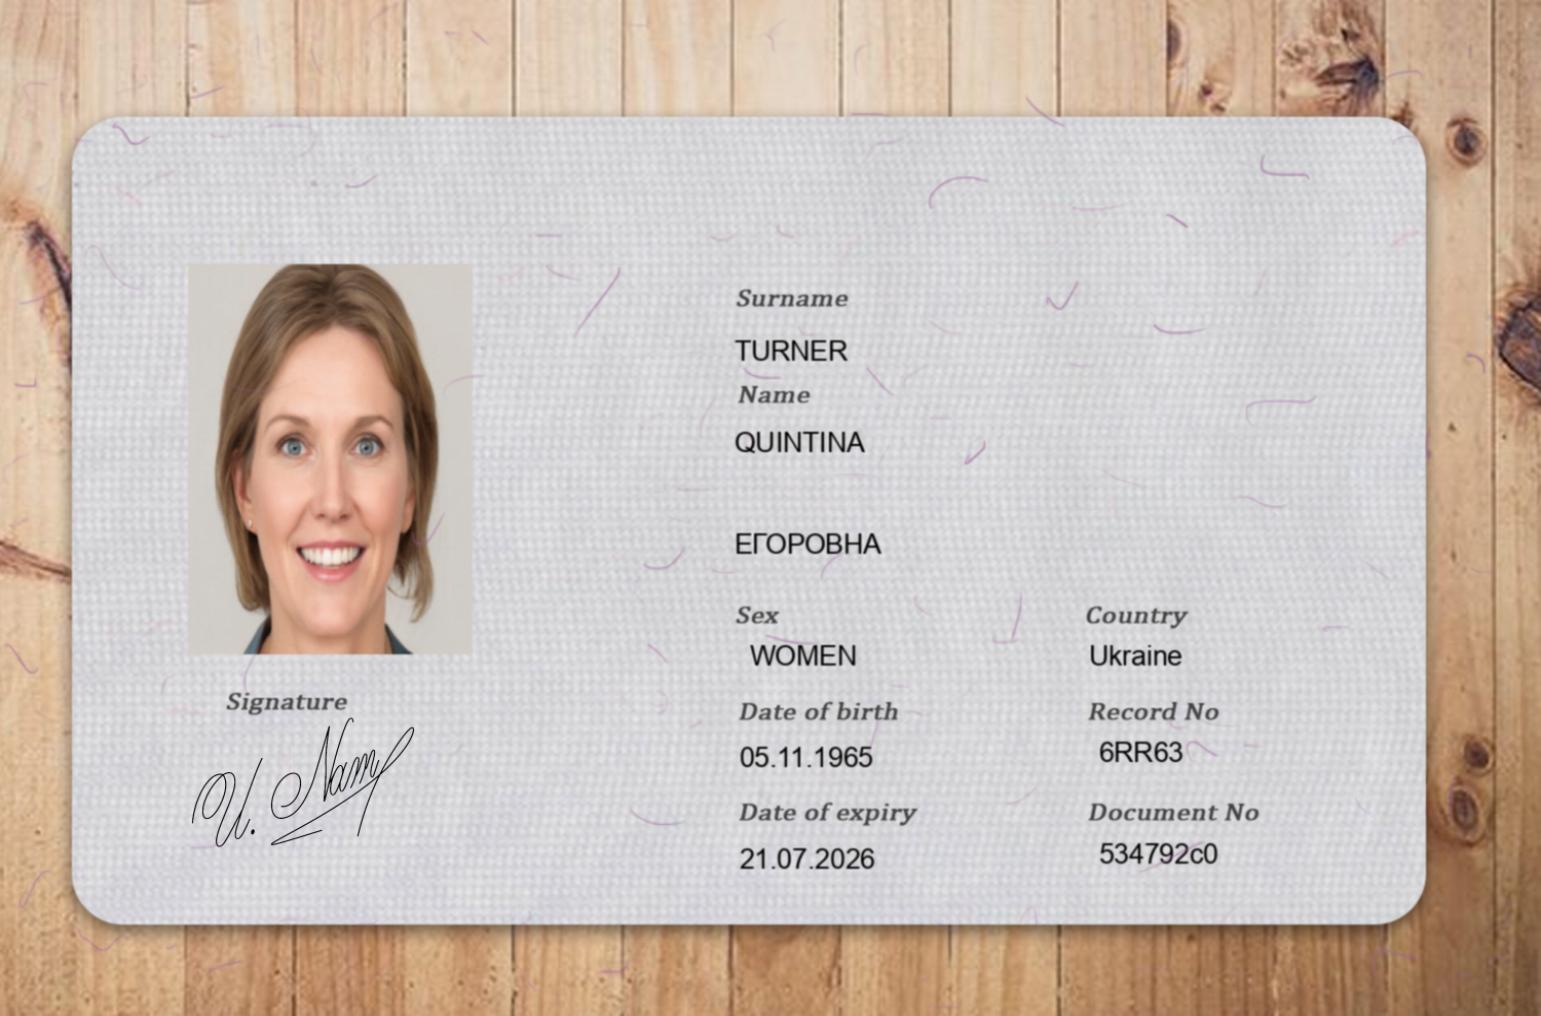 Surname
TURNER
Name
QUINTINA
ЕГОРОВНА
Sex
WOMEN
Country
Ukraine
Date of birth
05.11.1965
Record No
6RR63
Date of expiry
21.07.2026
Document No
534792c0
Signature